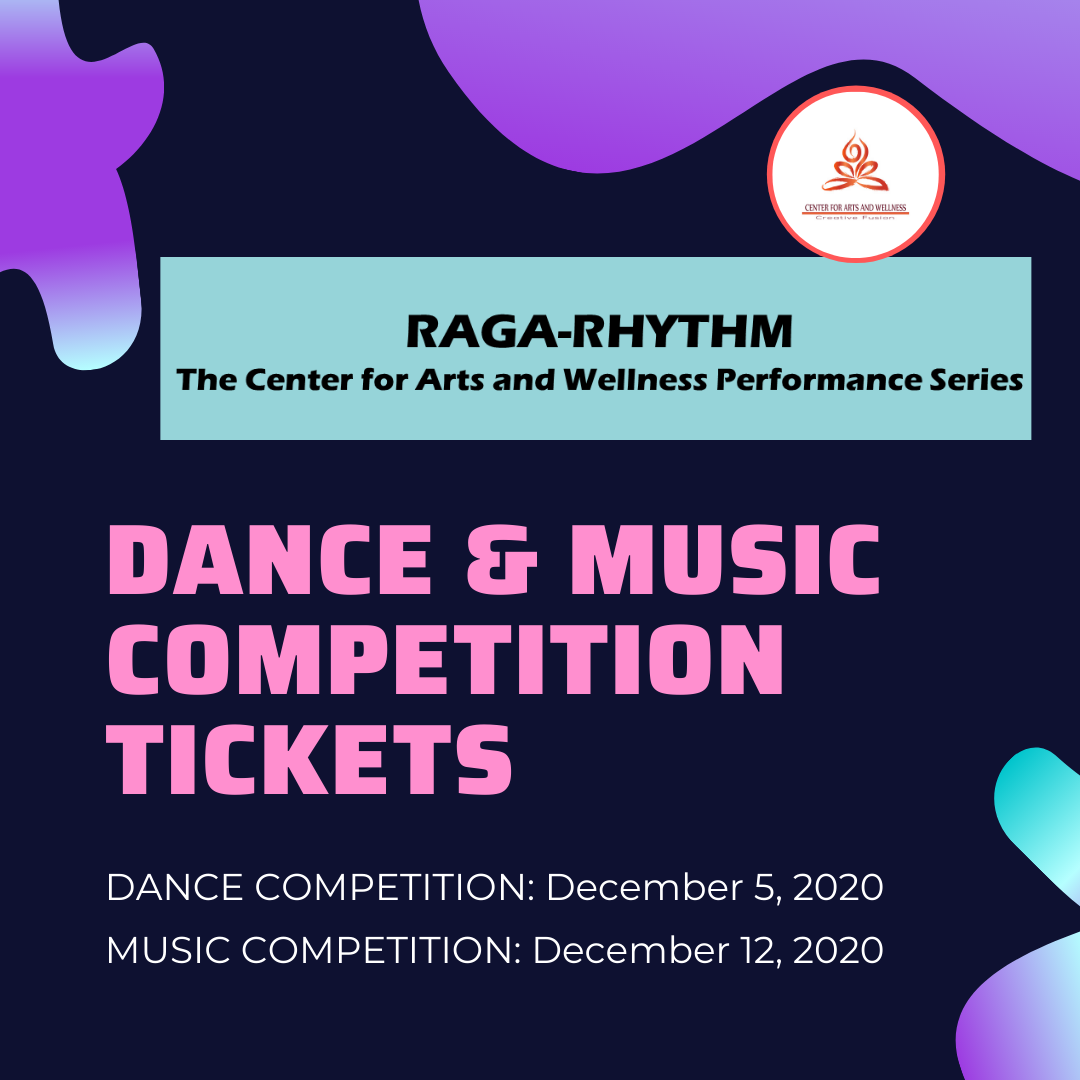 CENTER FOR ARTS AND WELLNESS
Creative Fusion
RAGA-RHYTHM
The Center for Arts and Wellness Performance Series
DANCE & MUSIC
COMPETITION
TICKETS
DANCE COMPETITION: December 5, 2020
MUSIC COMPETITION: December 12, 2020